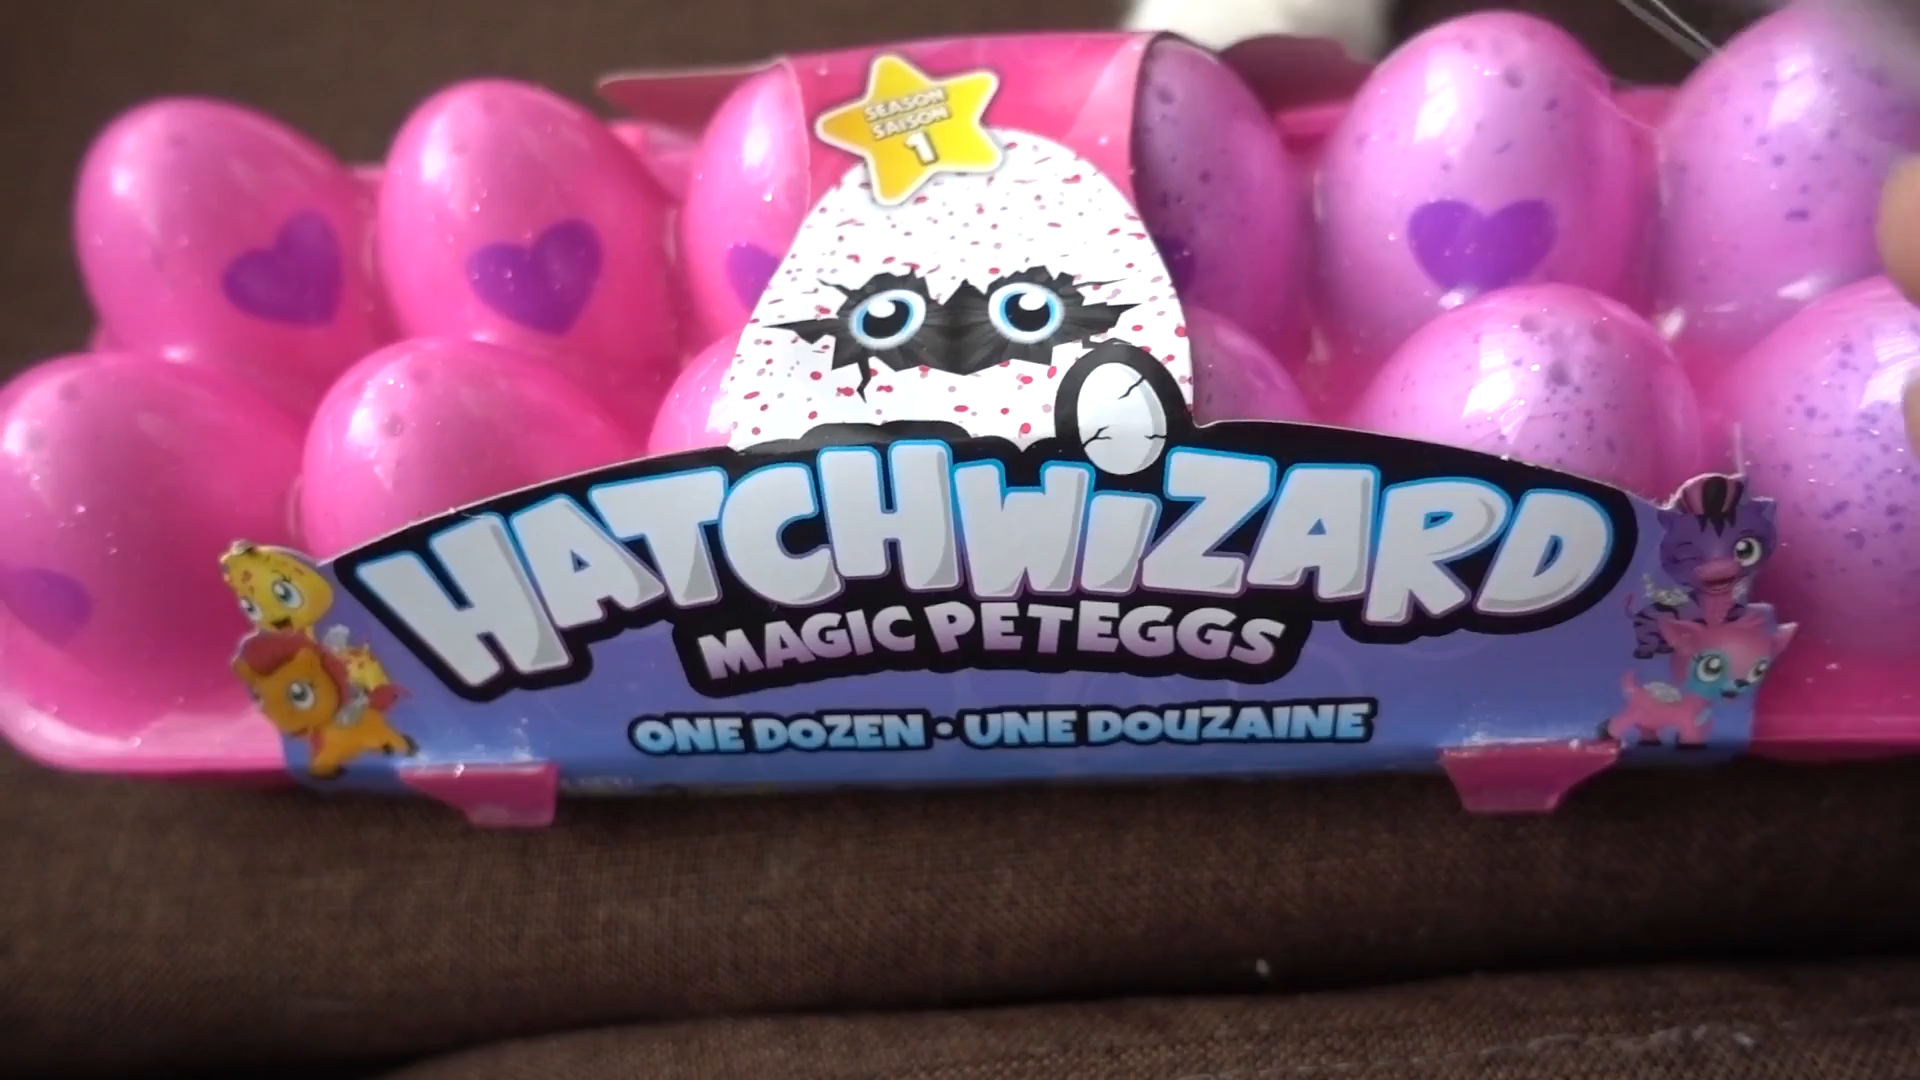 SEASON
SAISON
1
HATCHWiZARD
MAGIC PETEGGS
ONE DOZEN • UNE DOUZAINE